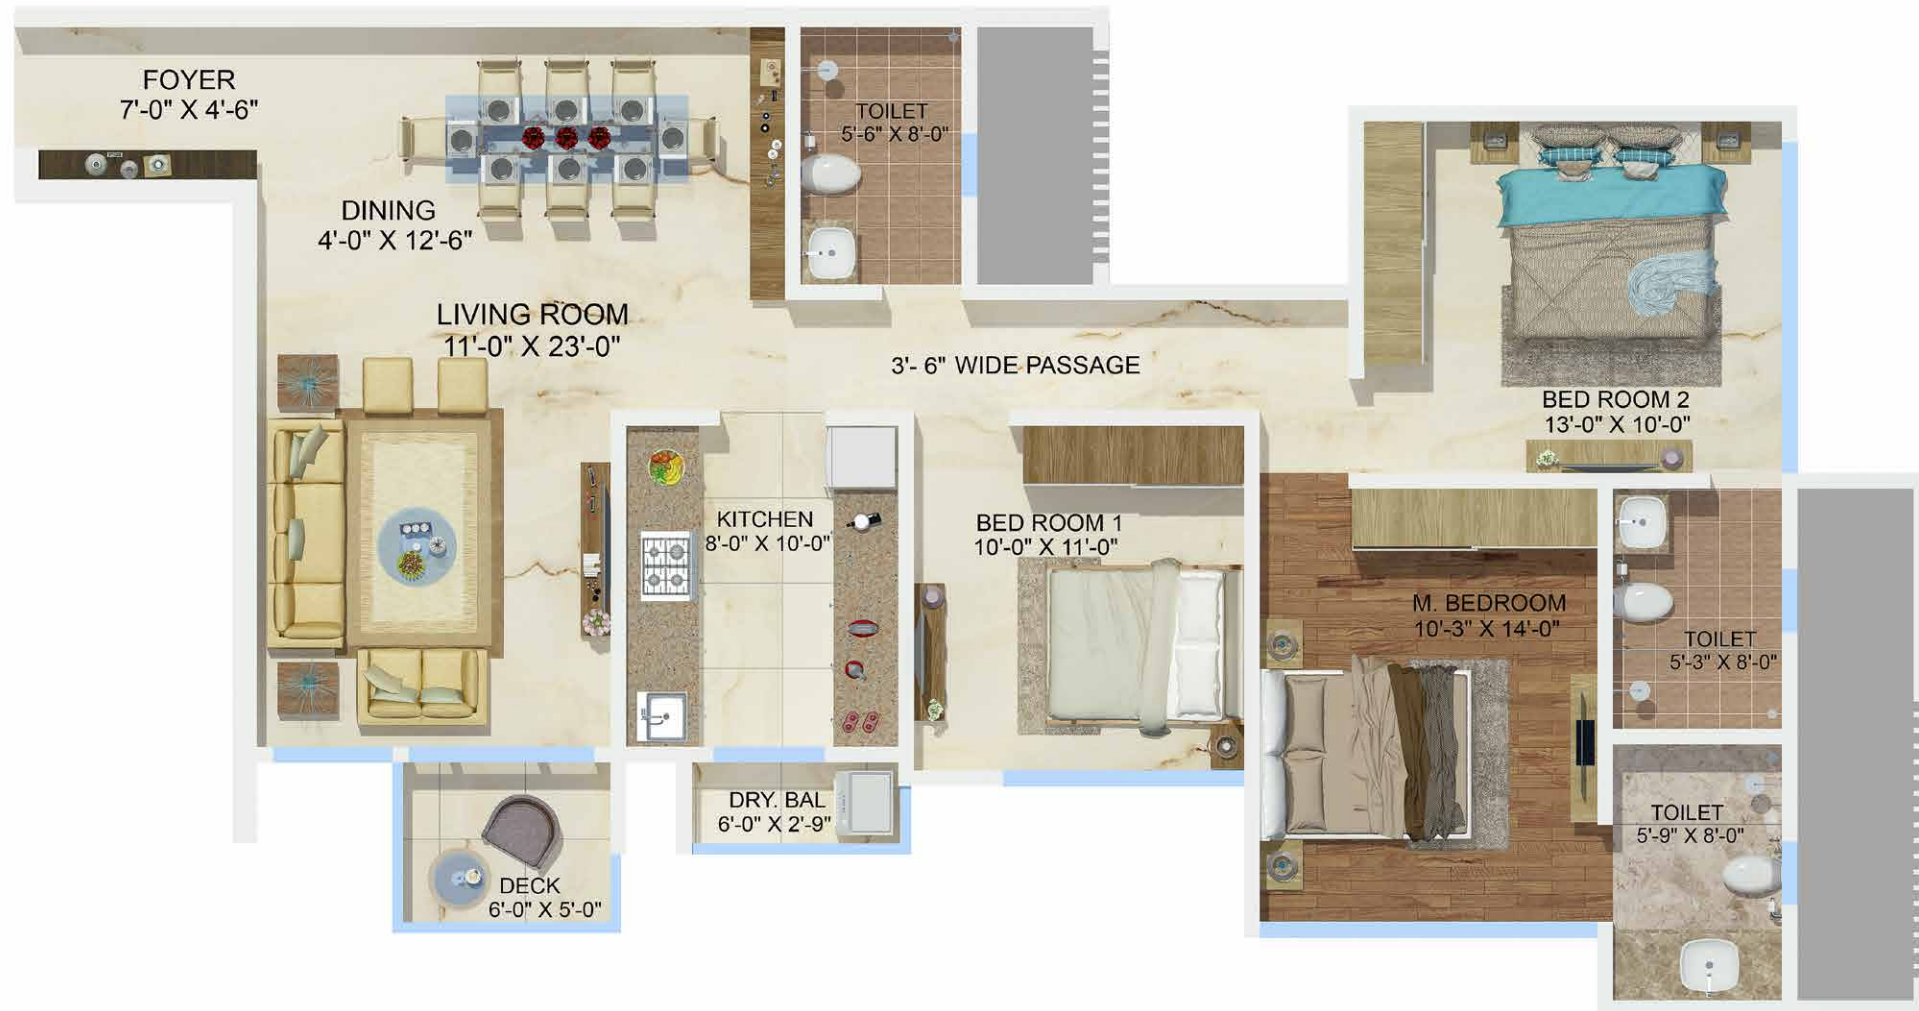 FOYER
7'-0" X 4'-6"
TOILET
5'-6" X 8'-0"
DINING
4'-0" X 12'-6"
LIVING ROOM
11'-0" X 23'-0"
3'- 6" WIDE PASSAGE
BED ROOM 2
13'-0" X 10'-0"
KITCHEN
8'-0" X 10'-0"
BED ROOM 1
10'-0" X 11'-0"
M. BEDROOM
10'-3" X 14'-0"
TOILET
5'-3" X 8'-0"
DRY. BAL
6'-0" X 2'-9"
TOILET
5'-9" X 8'-0"
DECK
6'-0" X 5'-0"